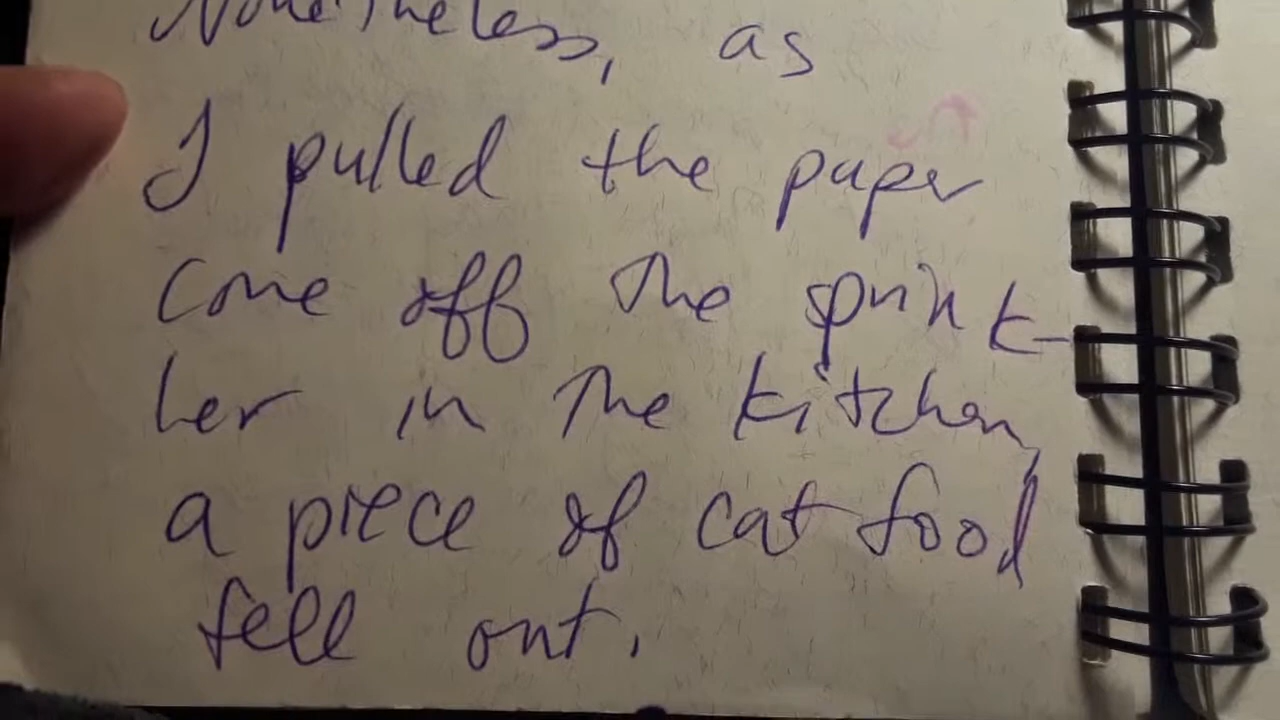 Nonetheless, as
I pulled the paper
cone off the sprink-
ler in the kitchen,
a piece of cat food
fell out.